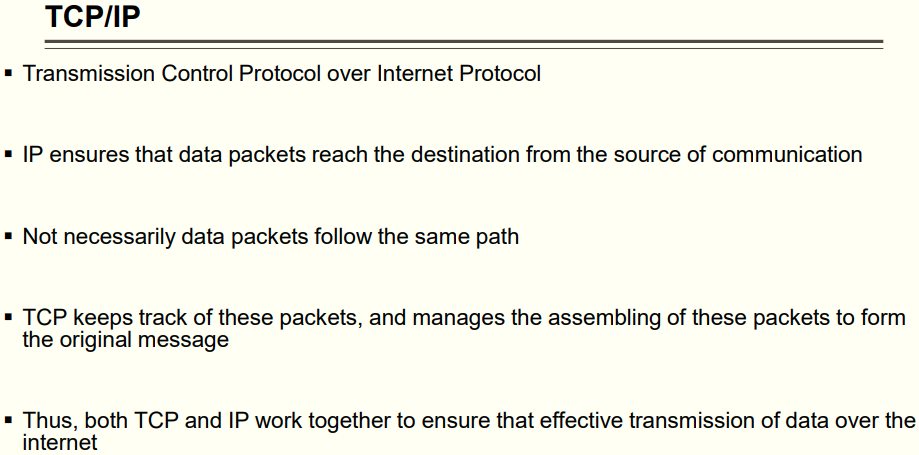 TCP/IP
▪ Transmission Control Protocol over Internet Protocol
▪ IP ensures that data packets reach the destination from the source of communication
▪ Not necessarily data packets follow the same path
▪ TCP keeps track of these packets, and manages the assembling of these packets to form
the original message
▪ Thus, both TCP and IP work together to ensure that effective transmission of data over the
internet